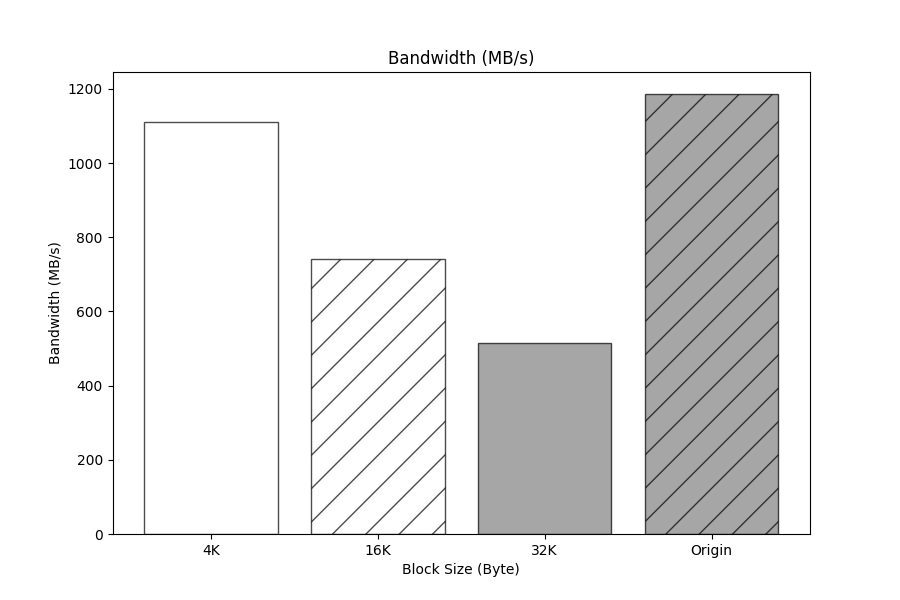 Bandwidth (MB/s)
Bandwidth (MB/s)
1200
1000
800
600
400
200
0
4K 16K 32K Origin
Block Size (Byte)